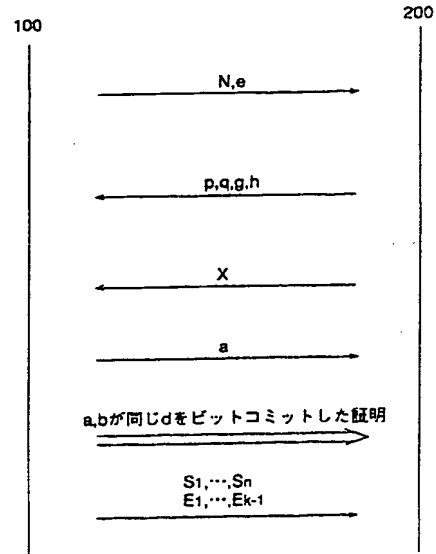 100
200
N,e
p,q,g,h
X
a
a,bが同じdをビットコミットした証明
S1,…,Sn
E1,…,Ek-1